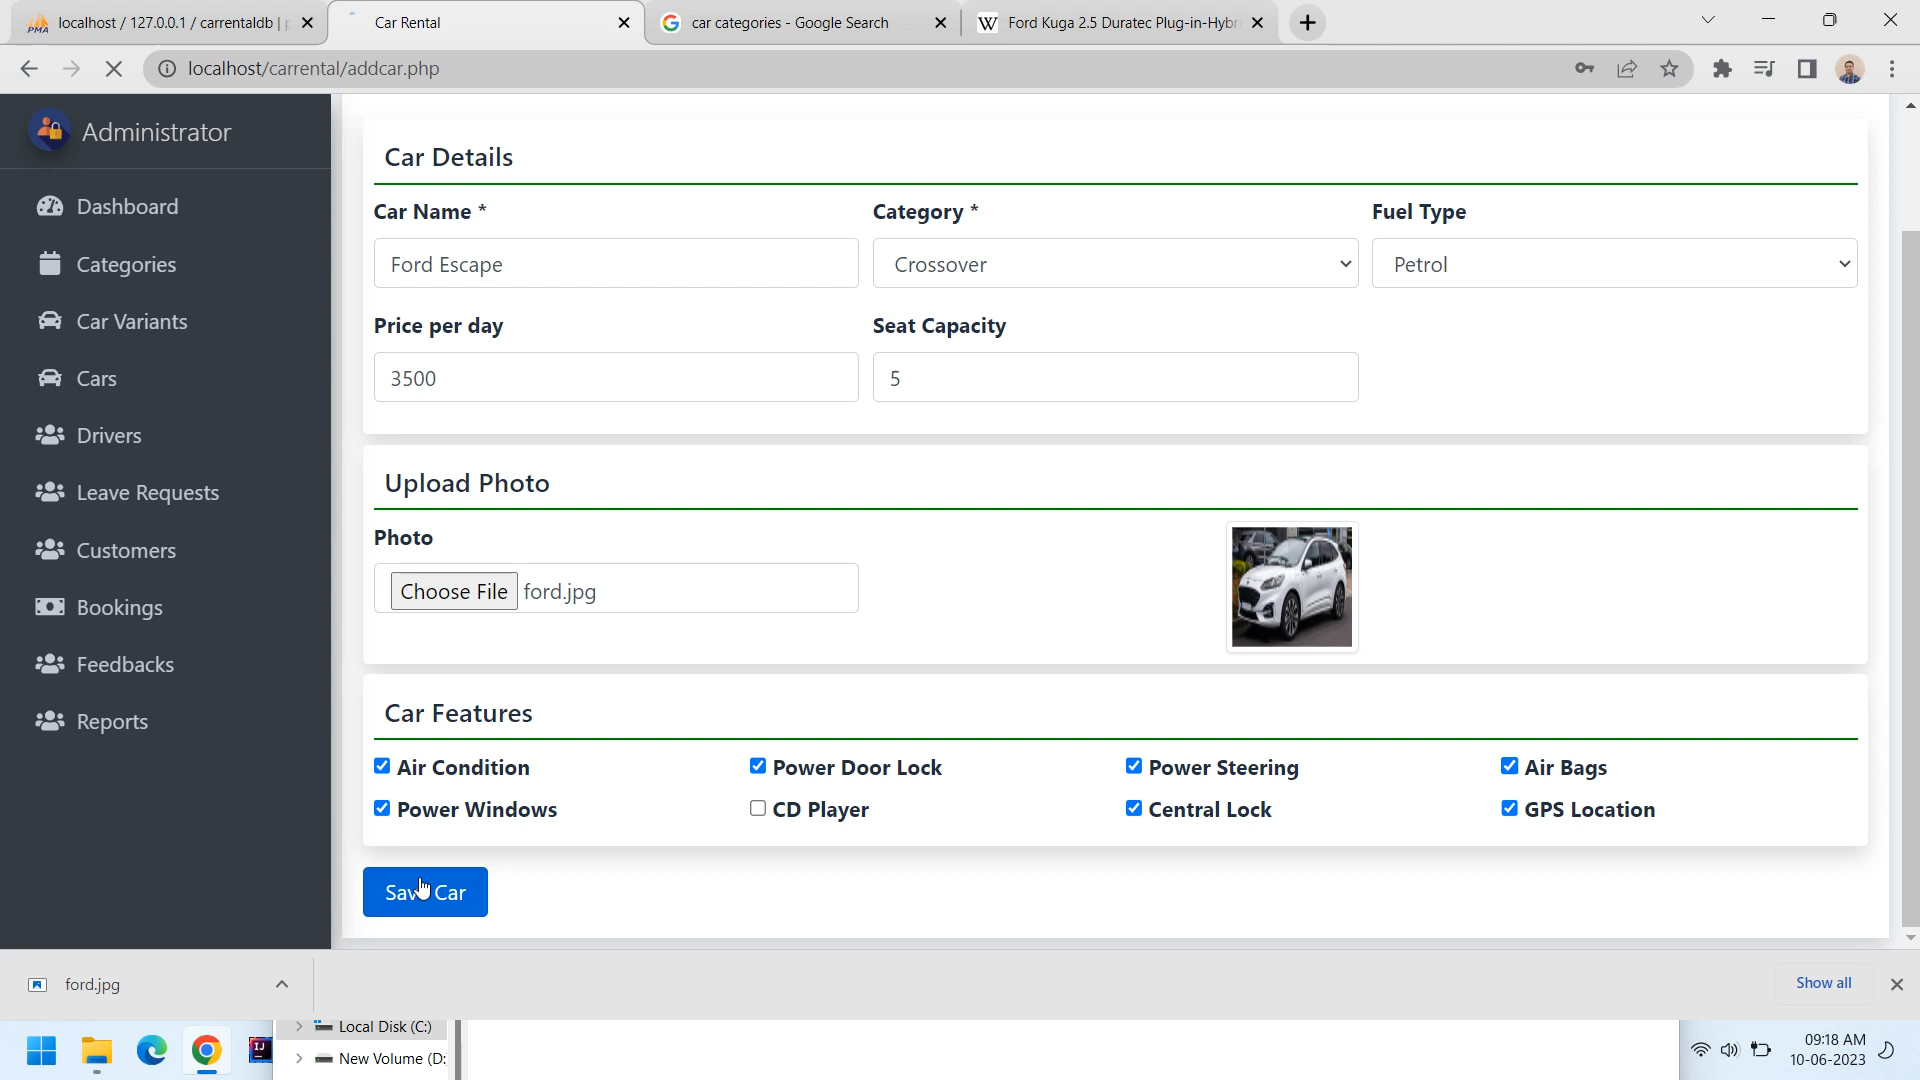 localhost / 127.0.0.1 / carrentaldb |
Car Rental
car categories - Google Search
Ford Kuga 2.5 Duratec Plug-in-Hybr
localhost/carrental/addcar.php
Administrator
Dashboard
Categories
Car Variants
Cars
Drivers
Leave Requests
Customers
Bookings
Feedbacks
Reports
Car Details
Car Name *
Category *
Fuel Type
Ford Escape
Crossover
Petrol
Price per day
Seat Capacity
3500
5
Upload Photo
Photo
Choose File ford.jpg
Car Features
Air Condition
Power Door Lock
Power Steering
Air Bags
Power Windows
CD Player
Central Lock
GPS Location
Save Car
ford.jpg
Show all
Local Disk (C:)
New Volume (D:
09:18 AM
10-06-2023